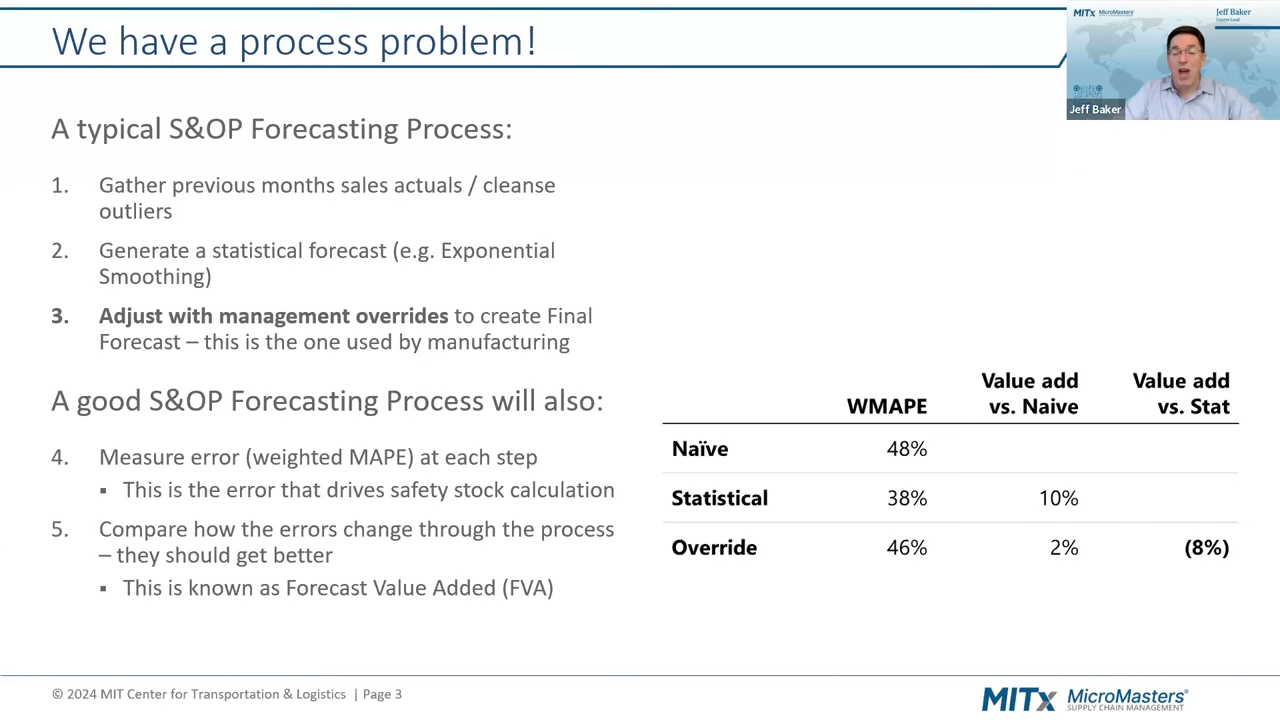 We have a process problem!
MITx MicroMasters
Jeff Baker
Course Lead
Jeff Baker
A typical S&OP Forecasting Process:
1. Gather previous months sales actuals / cleanse
outliers
2. Generate a statistical forecast (e.g. Exponential
Smoothing)
3. Adjust with management overrides to create Final
Forecast – this is the one used by manufacturing
A good S&OP Forecasting Process will also:
4. Measure error (weighted MAPE) at each step
▪ This is the error that drives safety stock calculation
5. Compare how the errors change through the process
– they should get better
▪ This is known as Forecast Value Added (FVA)
Value add Value add
WMAPE vs. Naive vs. Stat
Naïve 48%
Statistical 38% 10%
Override 46% 2% (8%)
© 2024 MIT Center for Transportation & Logistics | Page 3
MITx MicroMasters®
SUPPLY CHAIN MANAGEMENT